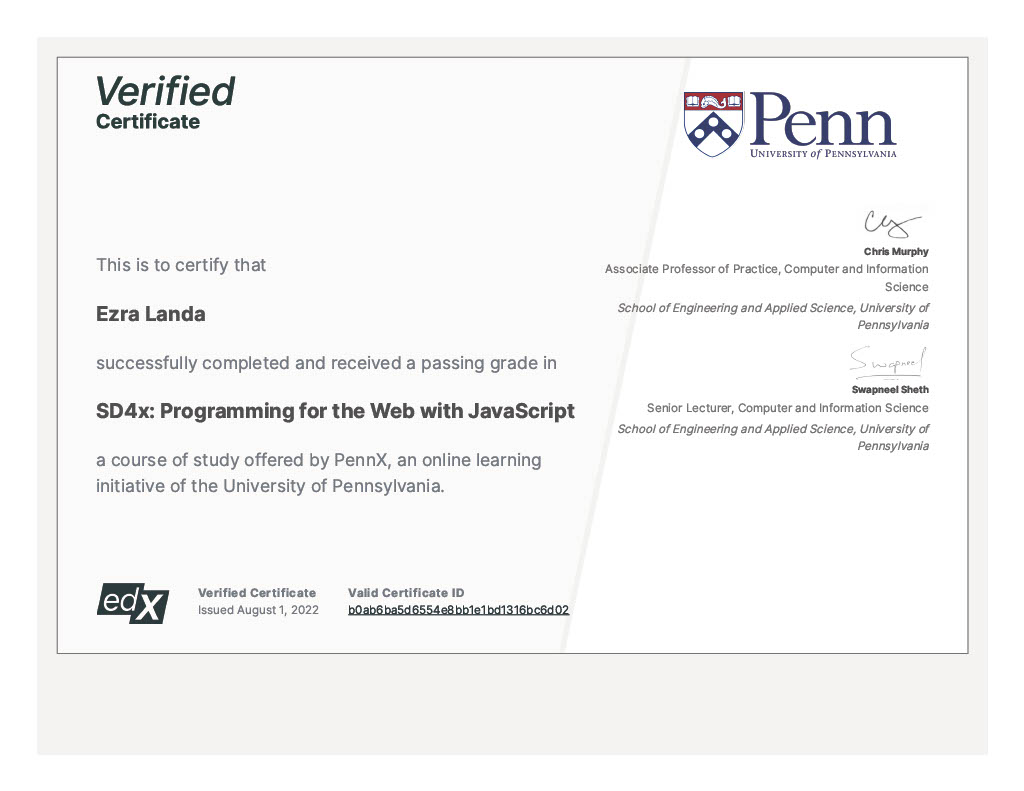 Verified
Certificate
Penn
UNIVERSITY of PENNSYLVANIA
This is to certify that
Ezra Landa
successfully completed and received a passing grade in
SD4x: Programming for the Web with JavaScript
a course of study offered by PennX, an online learning
initiative of the University of Pennsylvania.
Chris Murphy
Associate Professor of Practice, Computer and Information
Science
School of Engineering and Applied Science, University of
Pennsylvania
Swapneel
Swapneel Sheth
Senior Lecturer, Computer and Information Science
School of Engineering and Applied Science, University of
Pennsylvania
edX
Verified Certificate
Issued August 1, 2022
Valid Certificate ID
b0ab6ba5d6554e8bb1e1bd1316bc6d02